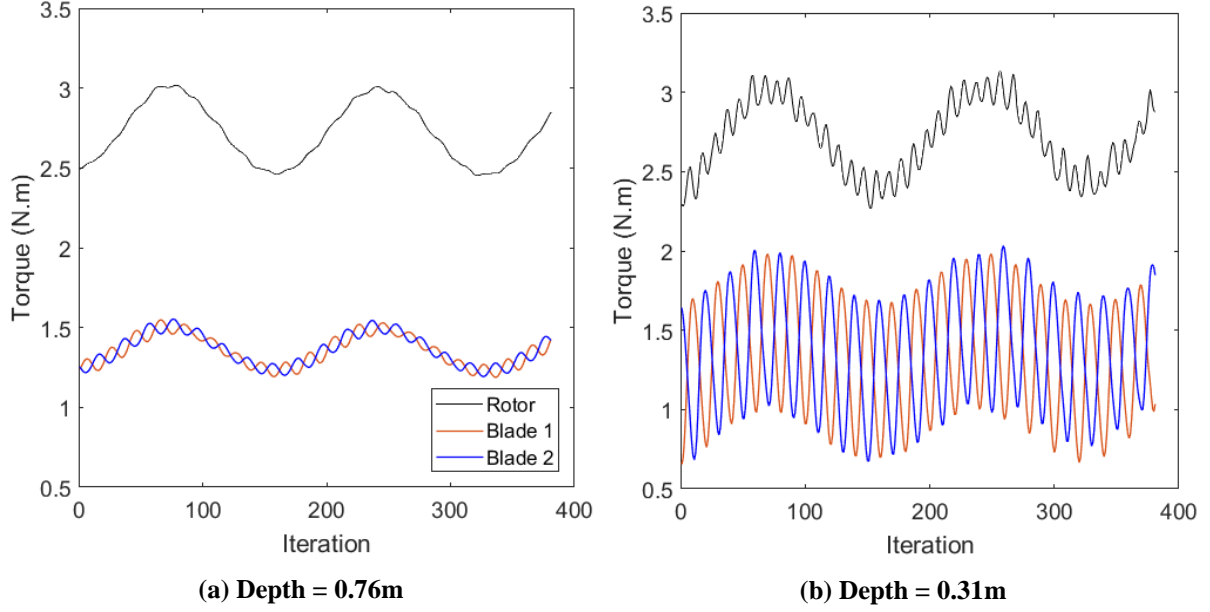 3.5
3
2.5
2
1.5
1
0.5
Torque (N.m)
0
100
200
300
400
Iteration
Rotor
Blade 1
Blade 2
(a) Depth = 0.76m
3.5
3
2.5
2
1.5
1
0.5
Torque (N.m)
0
100
200
300
400
Iteration
(b) Depth = 0.31m